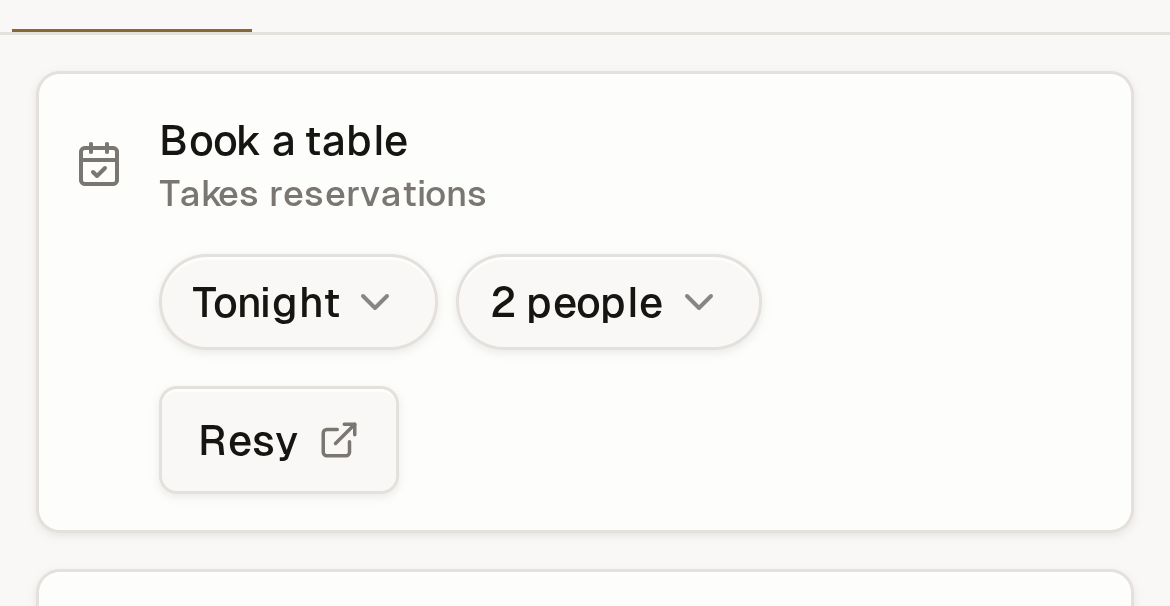 Book a table
Takes reservations
Tonight
2 people
Resy